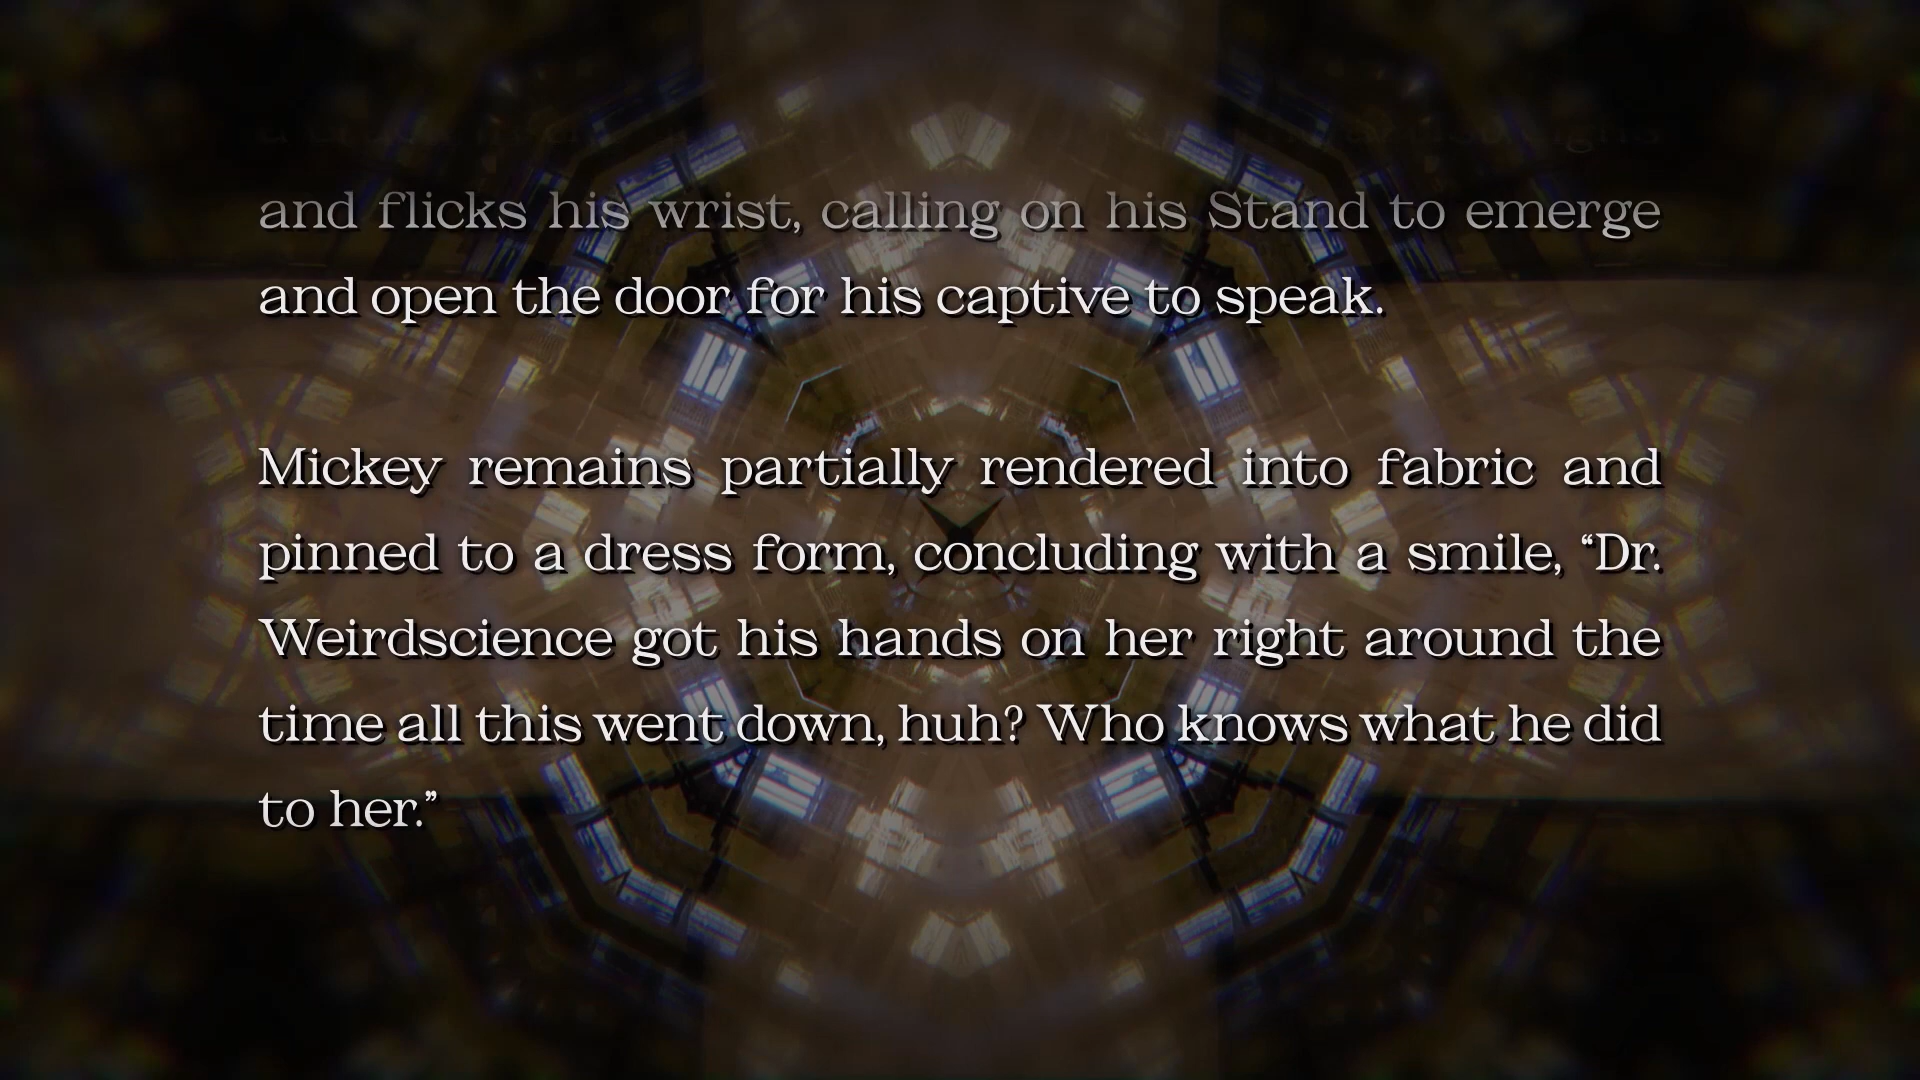 and flicks his wrist, calling on his Stand to emerge
and open the door for his captive to speak.
Mickey remains partially rendered into fabric and
pinned to a dress form, concluding with a smile, “Dr.
Weirdscience got his hands on her right around the
time all this went down, huh? Who knows what he did
to her.”